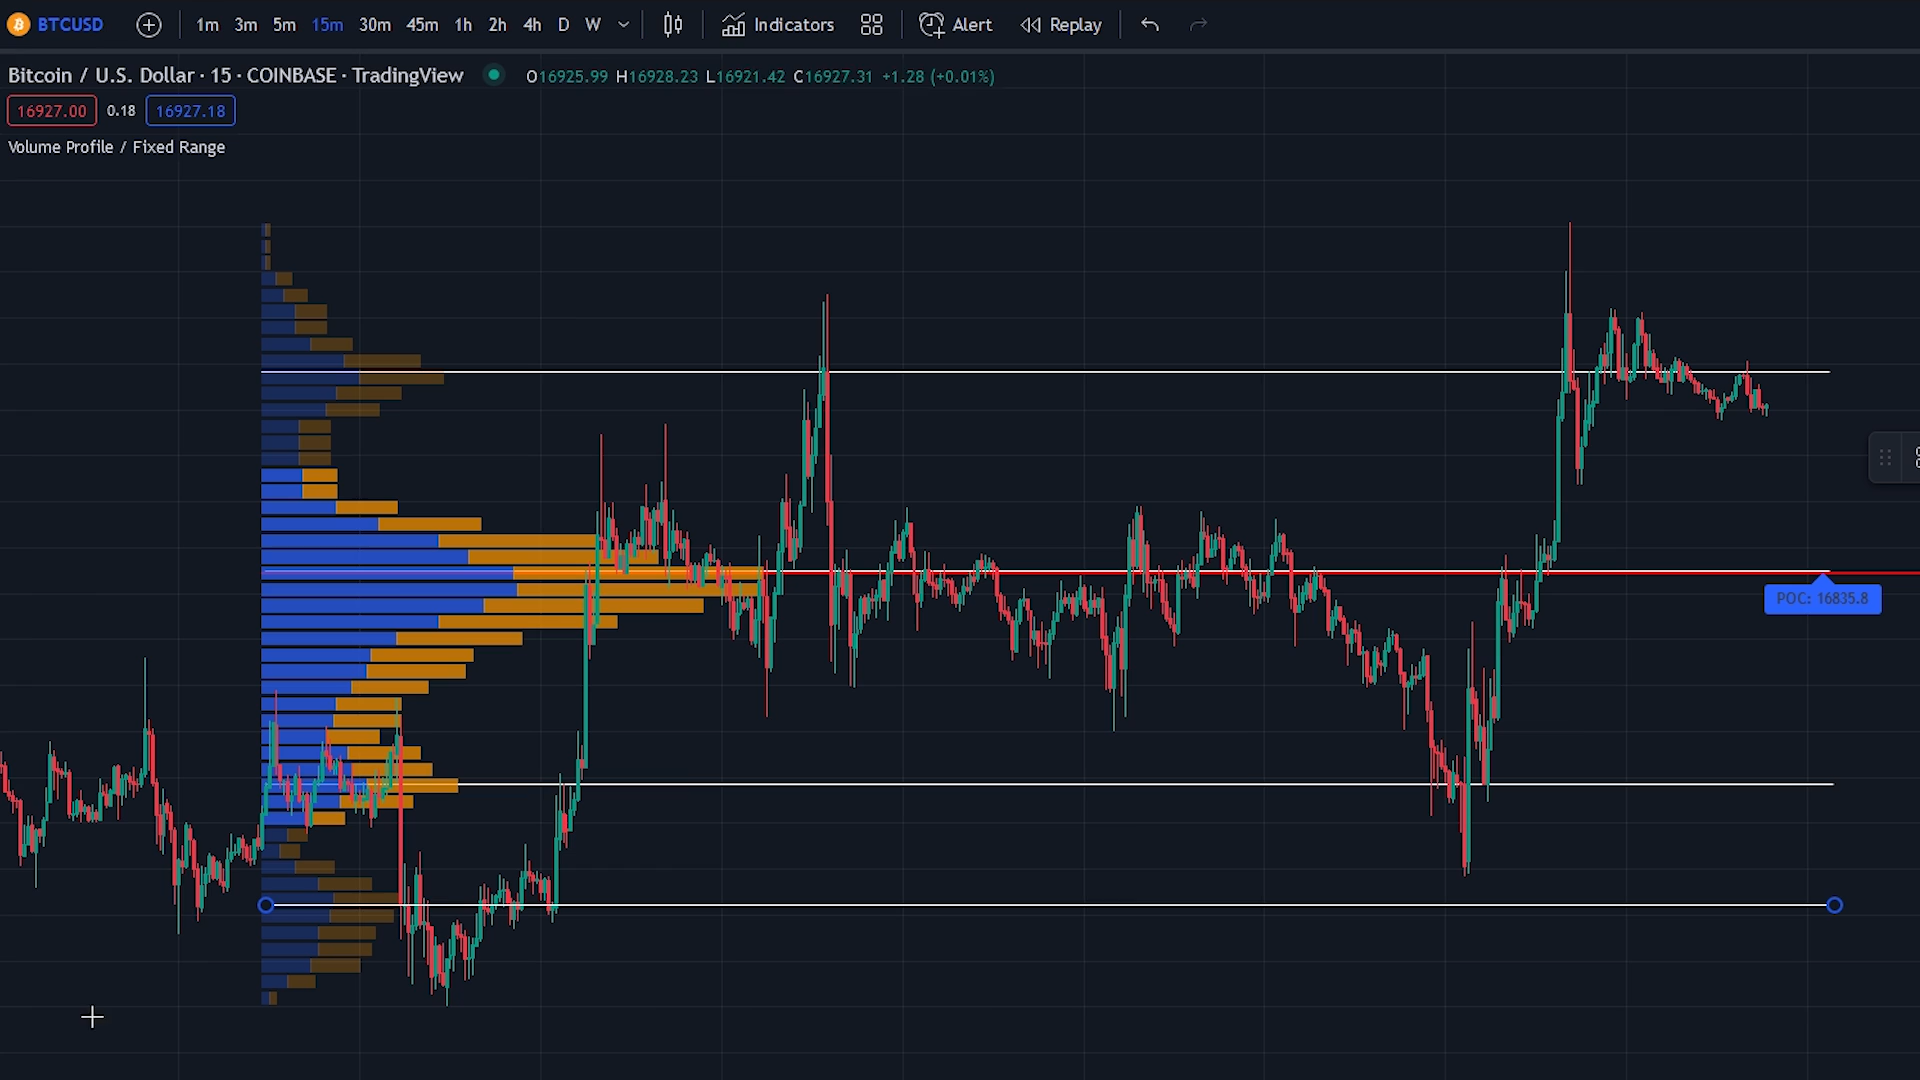 BTCUSD 1m 3m 5m 15m 30m 45m 1h 2h 4h D W Indicators Alert Replay
Bitcoin / U.S. Dollar · 15 · COINBASE · TradingView O16925.99 H16928.23 L16921.42 C16927.31 +1.28 (+0.01%)
16927.00 0.18 16927.18
Volume Profile / Fixed Range
POC: 16835.8